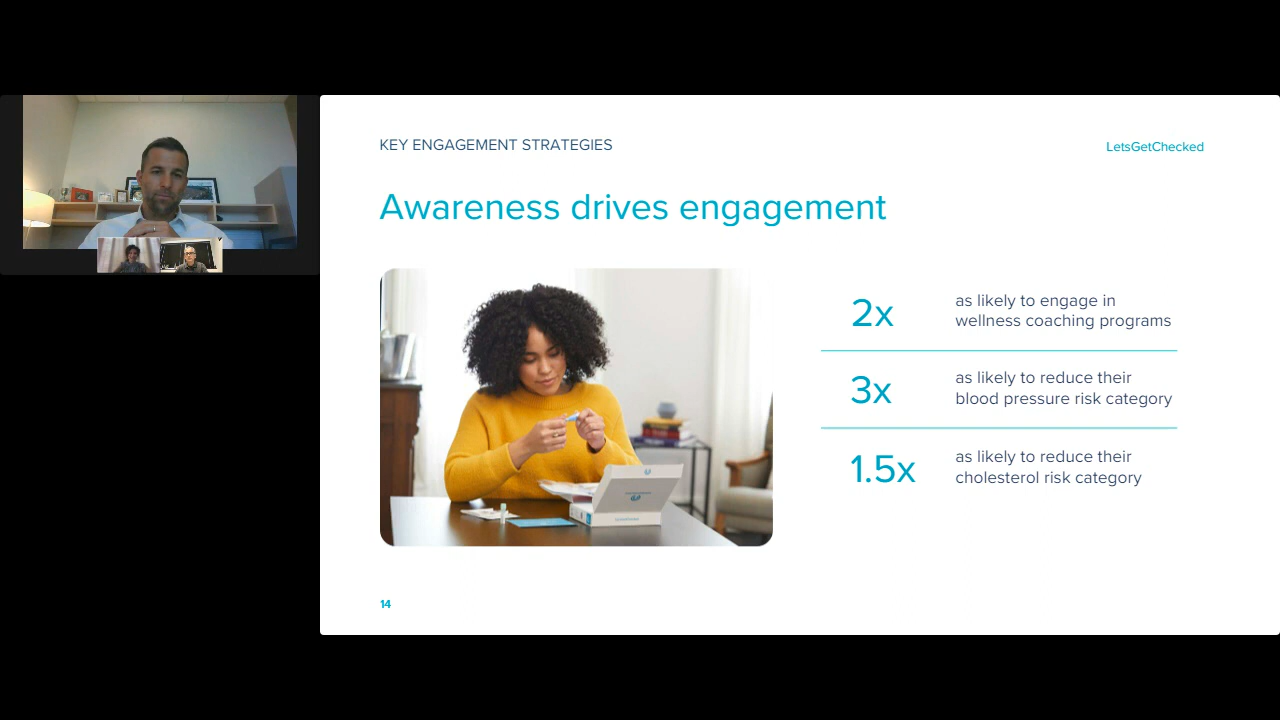 KEY ENGAGEMENT STRATEGIES
LetsGetChecked
Awareness drives engagement
2x
as likely to engage in
wellness coaching programs
3x
as likely to reduce their
blood pressure risk category
1.5x
as likely to reduce their
cholesterol risk category
14